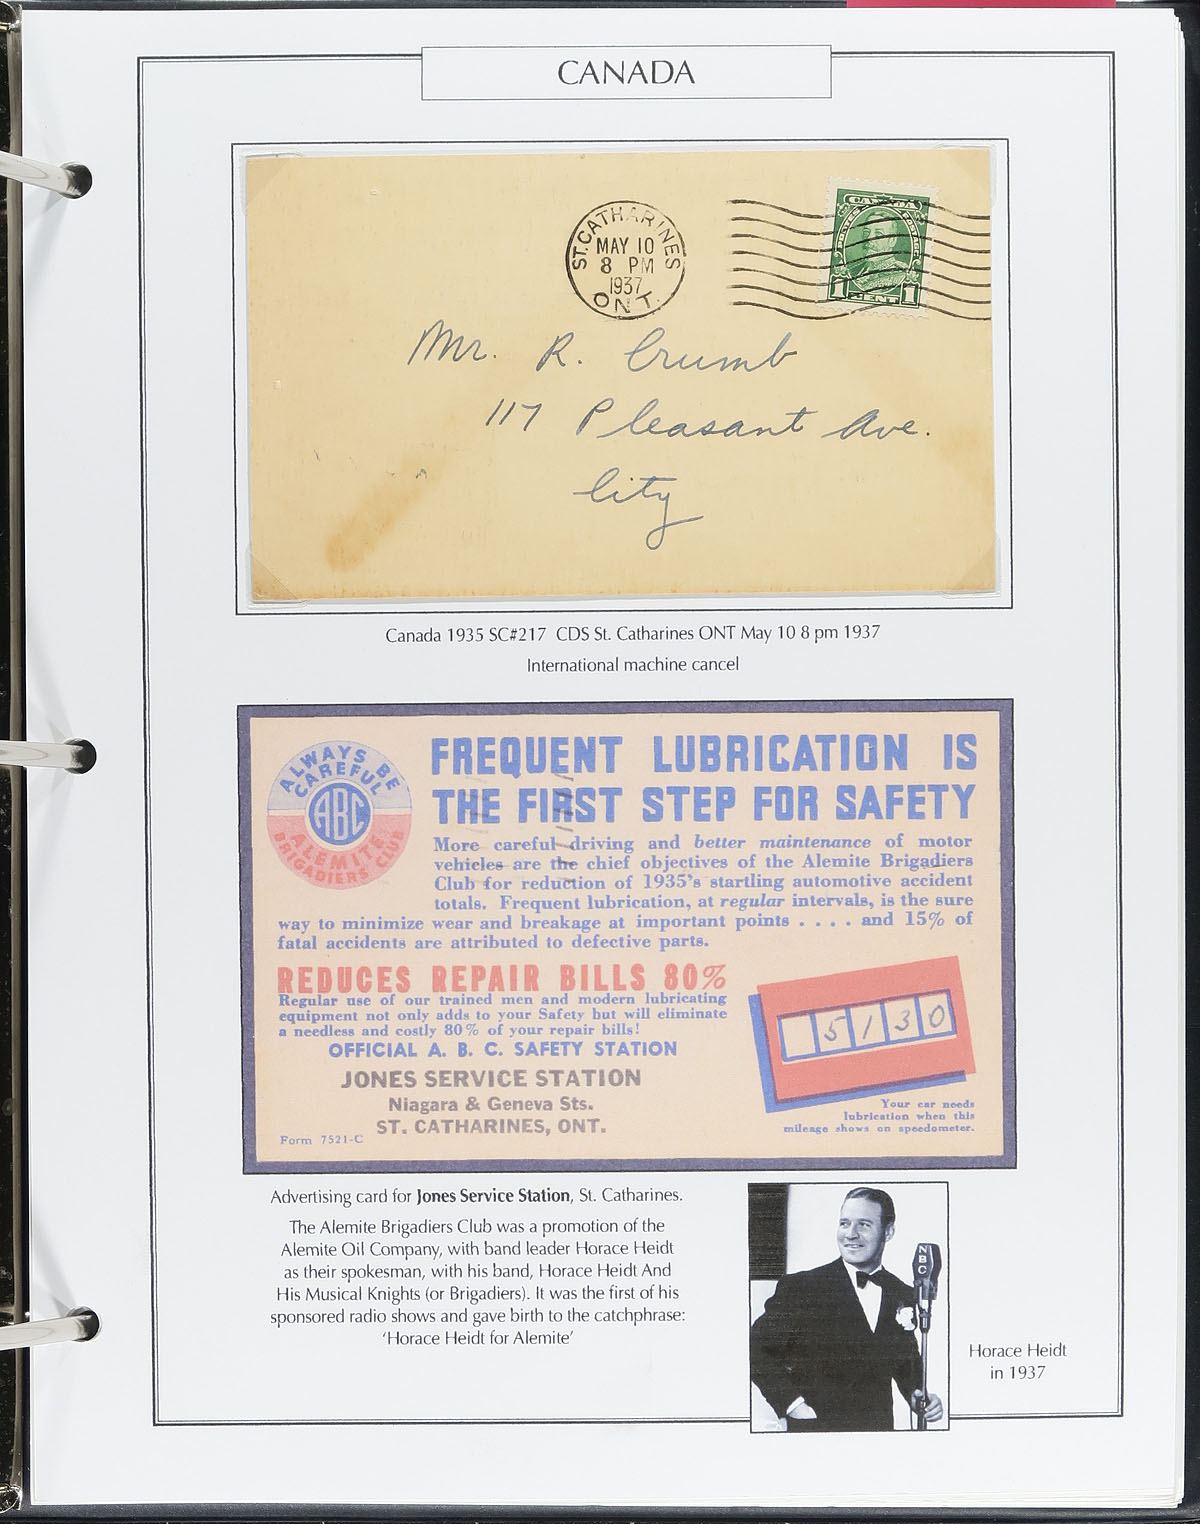 CANADA
ST. CATHARINES
MAY 10
8 PM
1937
ONT.
CANADA
POSTES POSTAGE
1 CENT 1
Mr. R. Crumb
117 Pleasant Ave.
City
Canada 1935 SC#217 CDS St. Catharines ONT May 10 8 pm 1937
International machine cancel
ALWAYS BE
CAREFUL
ABC
ALEMITE
BRIGADIERS CLUB
FREQUENT LUBRICATION IS
THE FIRST STEP FOR SAFETY
More careful driving and better maintenance of motor
vehicles are the chief objectives of the Alemite Brigadiers
Club for reduction of 1935's startling automotive accident
totals. Frequent lubrication, at regular intervals, is the sure
way to minimize wear and breakage at important points . . . . and 15% of
fatal accidents are attributed to defective parts.
REDUCES REPAIR BILLS 80%
Regular use of our trained men and modern lubricating
equipment not only adds to your Safety but will eliminate
a needless and costly 80% of your repair bills!
OFFICIAL A. B. C. SAFETY STATION
JONES SERVICE STATION
Niagara & Geneva Sts.
ST. CATHARINES, ONT.
Form 7521-C
5130
Your car needs
lubrication when this
mileage shows on speedometer.
Advertising card for Jones Service Station, St. Catharines.
The Alemite Brigadiers Club was a promotion of the
Alemite Oil Company, with band leader Horace Heidt
as their spokesman, with his band, Horace Heidt And
His Musical Knights (or Brigadiers). It was the first of his
sponsored radio shows and gave birth to the catchphrase:
'Horace Heidt for Alemite'
NBC
Horace Heidt
in 1937